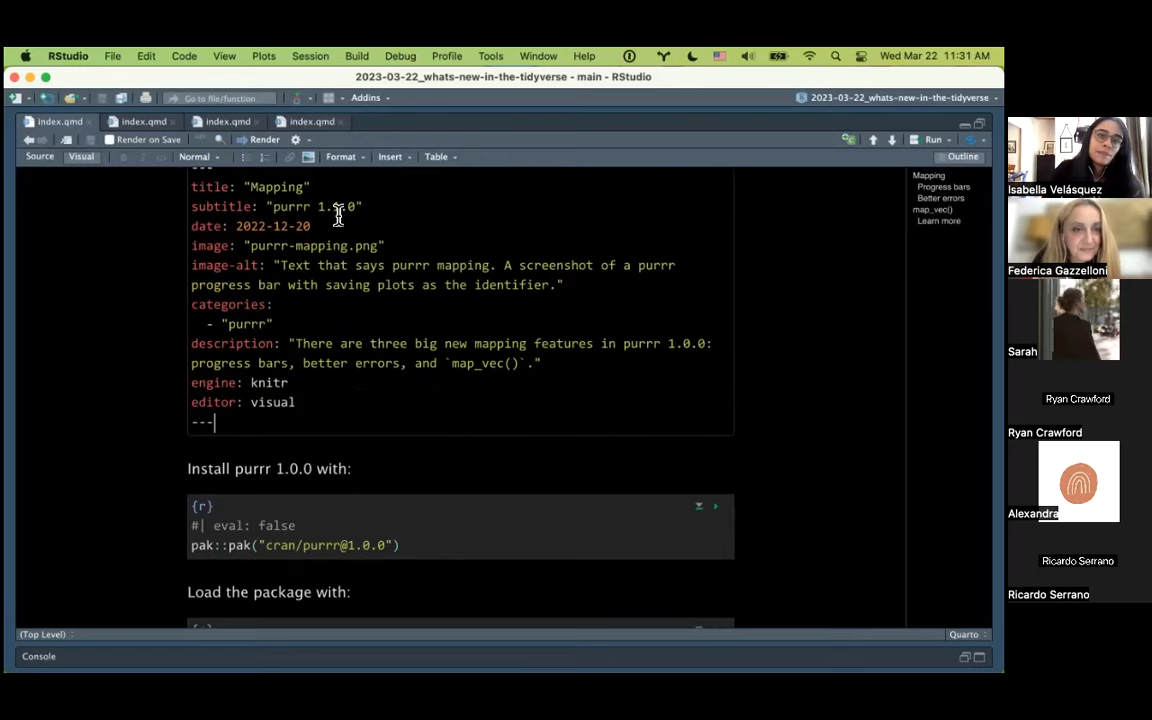 RStudio File Edit Code View Plots Session Build Debug Profile Tools Window Help Wed Mar 22 11:31 AM
2023-03-22_whats-new-in-the-tidyverse - main - RStudio
Go to file/function Addins 2023-03-22_whats-new-in-the-tidyverse
index.qmd index.qmd index.qmd index.qmd
Render on Save Render Run
Source Visual B I Normal Format Insert Table Outline
---
title: "Mapping"
subtitle: "purrr 1.0.0"
date: 2022-12-20
image: "purrr-mapping.png"
image-alt: "Text that says purrr mapping. A screenshot of a purrr
progress bar with saving plots as the identifier."
categories:
- "purrr"
description: "There are three big new mapping features in purrr 1.0.0:
progress bars, better errors, and `map_vec()`."
engine: knitr
editor: visual
---
Install purrr 1.0.0 with:
{r}
#| eval: false
pak::pak("cran/purrr@1.0.0")
Load the package with:
{r}
(Top Level) Quarto
Console
Mapping
Progress bars
Better errors
map_vec()
Learn more
Isabella Velásquez
Federica Gazzelloni
Sarah
Ryan Crawford
Ryan Crawford
Alexandra
Ricardo Serrano
Ricardo Serrano